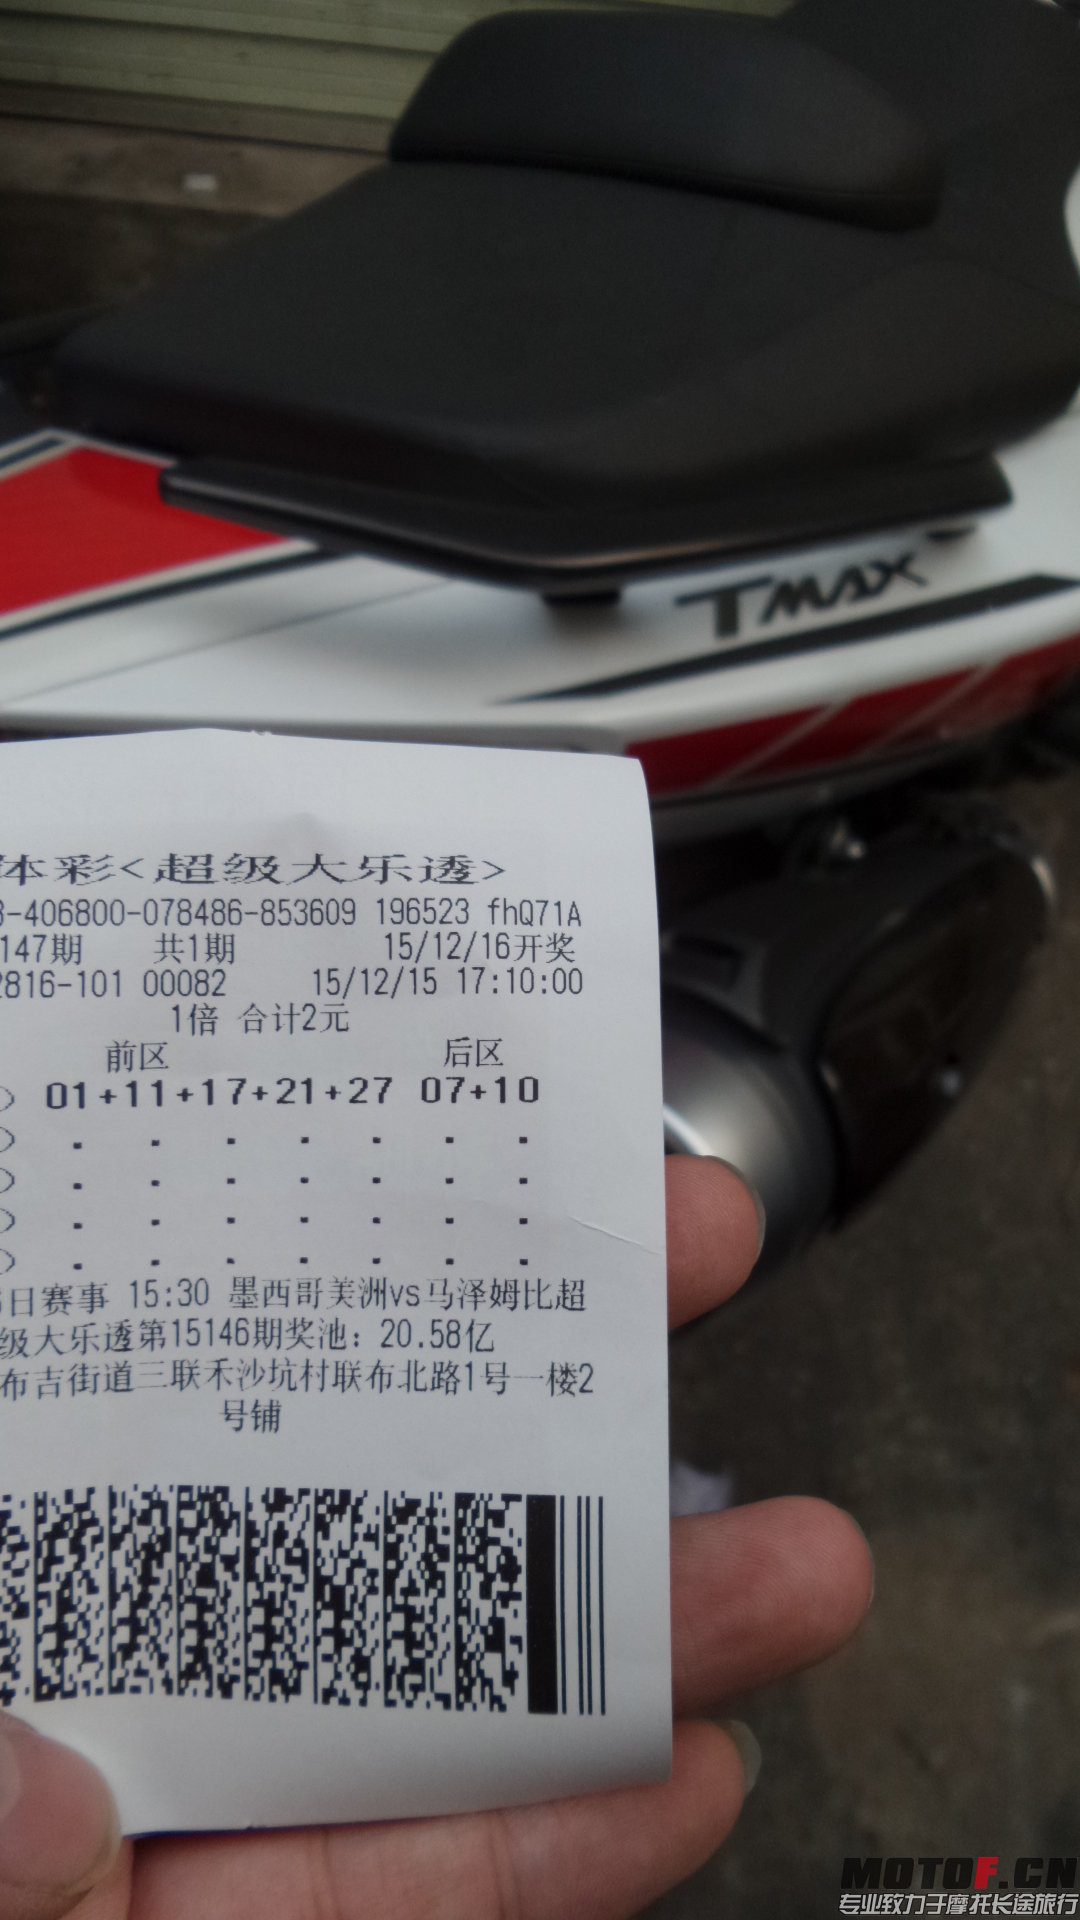 TMAX
体彩<超级大乐透>
3-406800-078486-853609 196523 fhQ71A
147期 共1期 15/12/16开奖
2816-101 00082 15/12/15 17:10:00
1倍 合计2元
前区 后区
01+11+17+21+27 07+10
日赛事 15:30 墨西哥美洲vs马泽姆比超
级大乐透第15146期奖池：20.58亿
布吉街道三联禾沙坑村联布北路1号一楼2
号铺
MOTOF.CN
专业致力于摩托长途旅行